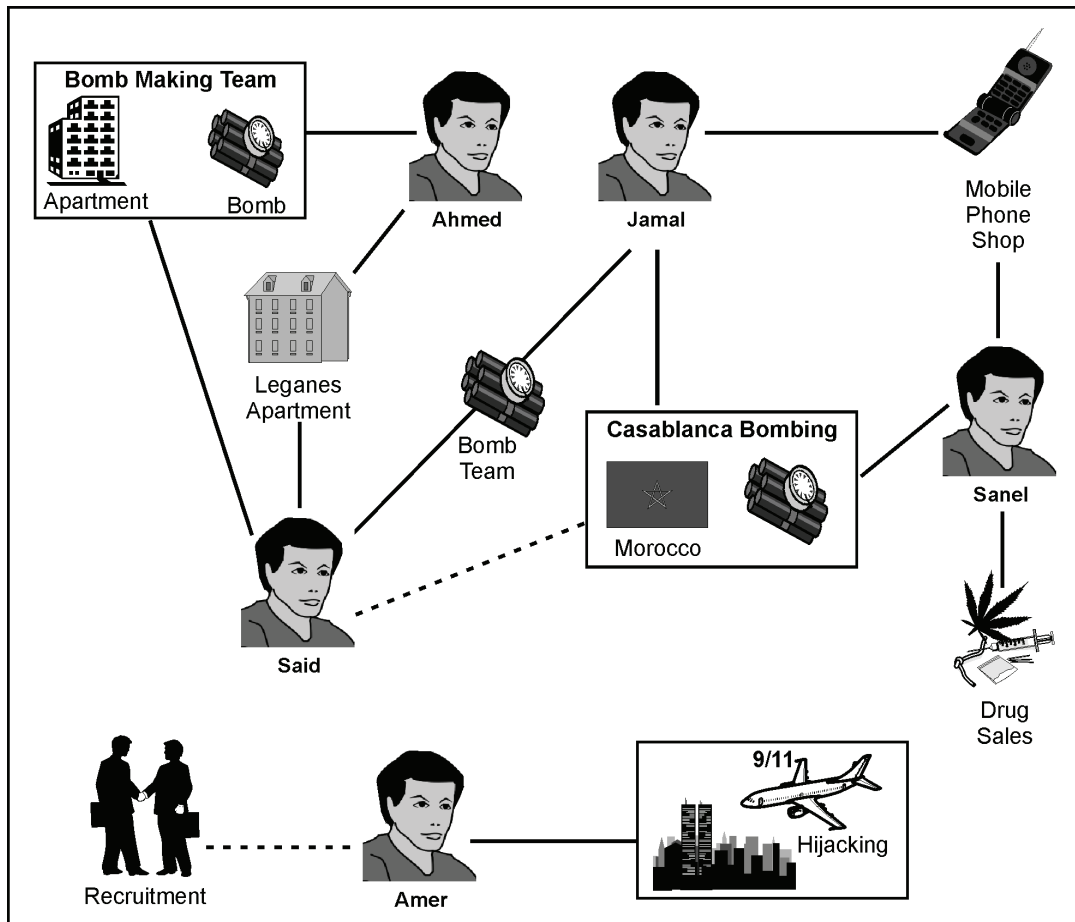 Bomb Making Team
Apartment
Bomb
Ahmed
Jamal
Mobile
Phone
Shop
Leganes
Apartment
Bomb
Team
Casablanca Bombing
Morocco
Sanel
Said
Drug
Sales
9/11
Hijacking
Recruitment
Amer